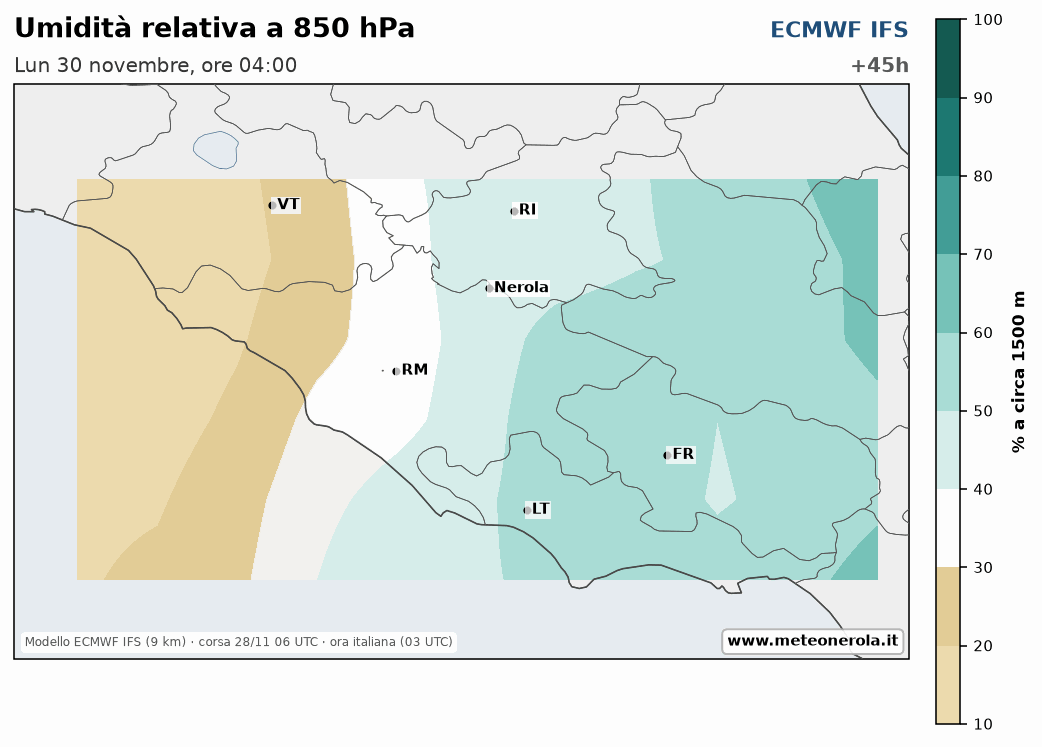 Umidità relativa a 850 hPa
ECMWF IFS
Lun 30 novembre, ore 04:00
+45h
100
90
80
70
60
50
40
30
20
10
% a circa 1500 m
VT
RI
Nerola
RM
FR
LT
Modello ECMWF IFS (9 km) · corsa 28/11 06 UTC · ora italiana (03 UTC)
www.meteonerola.it